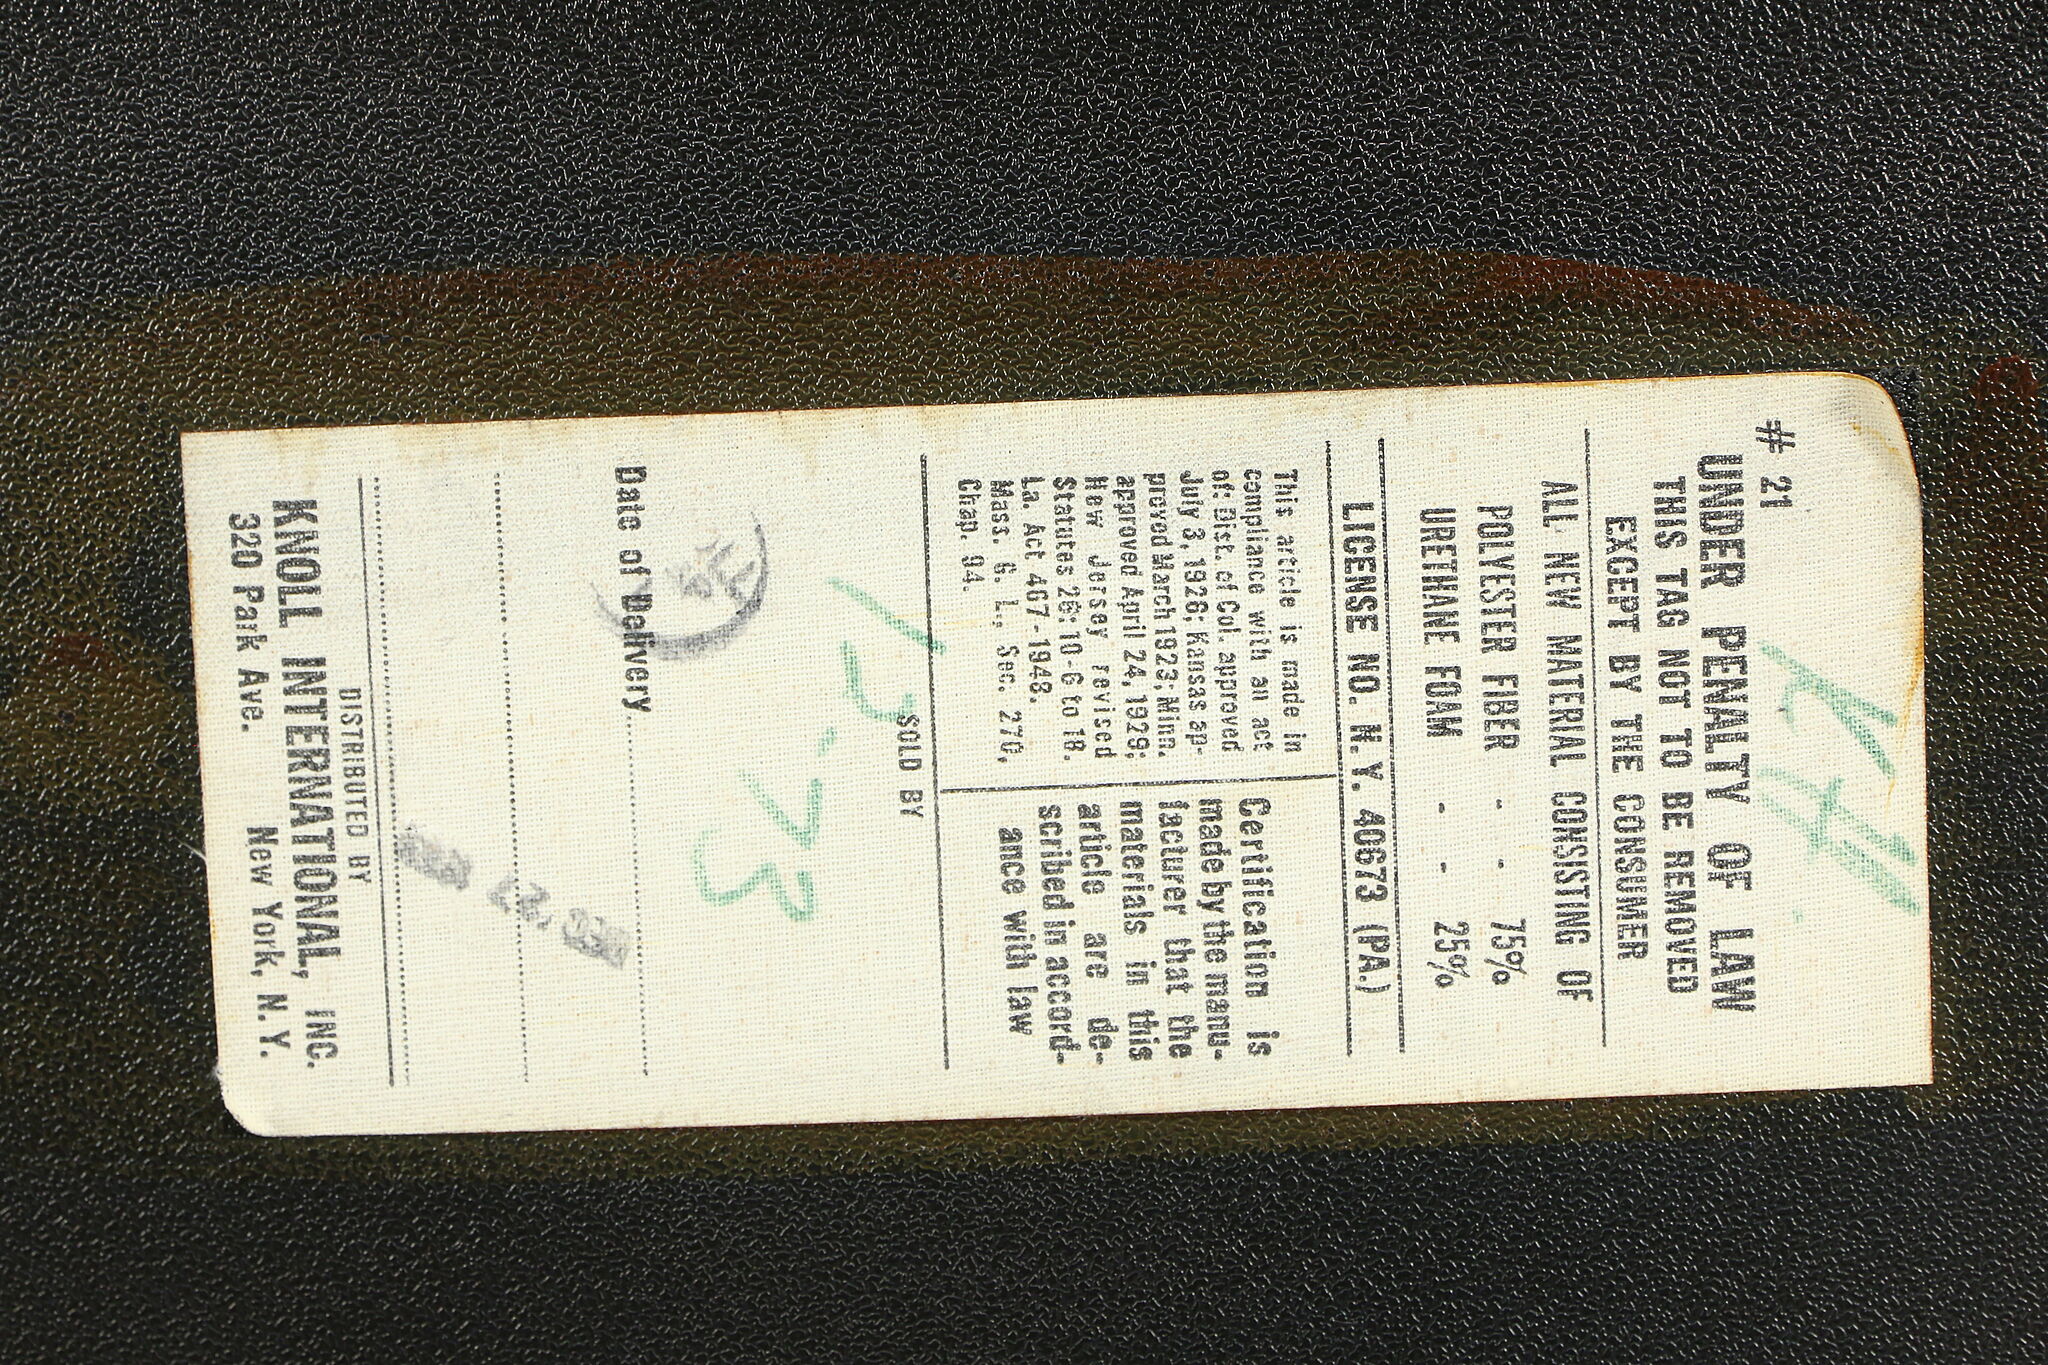 # 21
UNDER PENALTY OF LAW
THIS TAG NOT TO BE REMOVED
EXCEPT BY THE CONSUMER
ALL NEW MATERIAL CONSISTING OF
POLYESTER FIBER - - 75%
URETHANE FOAM - - 25%
LICENSE NO. N. Y. 40673 (PA.)
This article is made in
compliance with an act
of: Dist. of Col. approved
July 3, 1926; Kansas ap-
proved March 1923; Minn.
approved April 24, 1929;
New Jersey revised
Statutes 26: 10-6 to 18.
La. Act 467-1948.
Mass. G. L., Sec. 270,
Chap. 94.
Certification is
made by the manu-
facturer that the
materials in this
article are de-
scribed in accord-
ance with law
SOLD BY
Date of Delivery
DISTRIBUTED BY
KNOLL INTERNATIONAL, INC.
320 Park Ave. New York, N. Y.